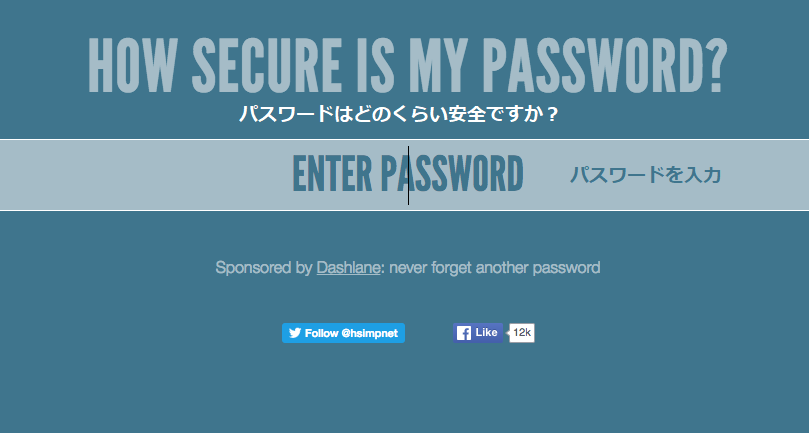 HOW SECURE IS MY PASSWORD?
パスワードはどのくらい安全ですか？
ENTER PASSWORD パスワードを入力
Sponsored by Dashlane: never forget another password
Follow @hsimpnet Like 12k